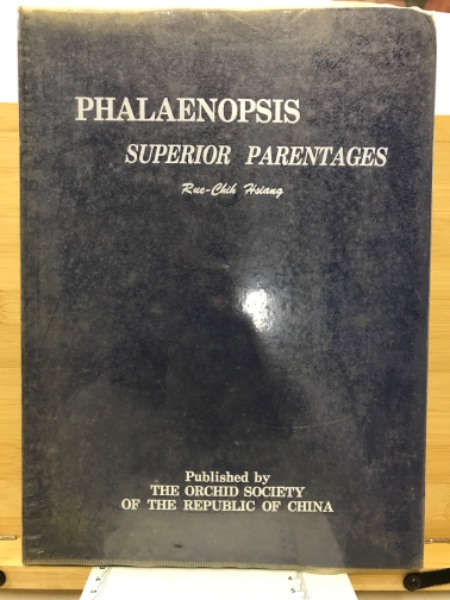 PHALAENOPSIS
SUPERIOR PARENTAGES
Rue-Chih Hsiang
Published by
THE ORCHID SOCIETY
OF THE REPUBLIC OF CHINA